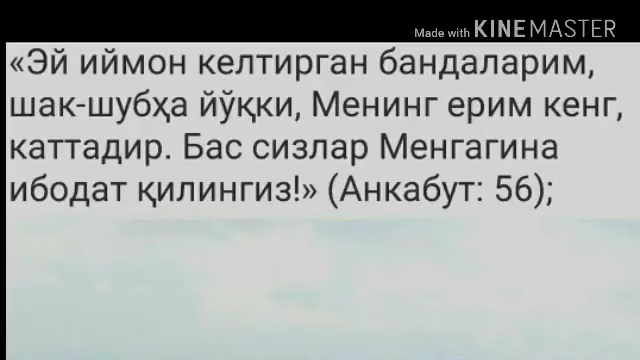 Made with KINEMASTER
«Эй иймон келтирган бандаларим,
шак-шубҳа йўқки, Менинг ерим кенг,
каттадир. Бас сизлар Менгагина
ибодат қилингиз!» (Анкабут: 56);